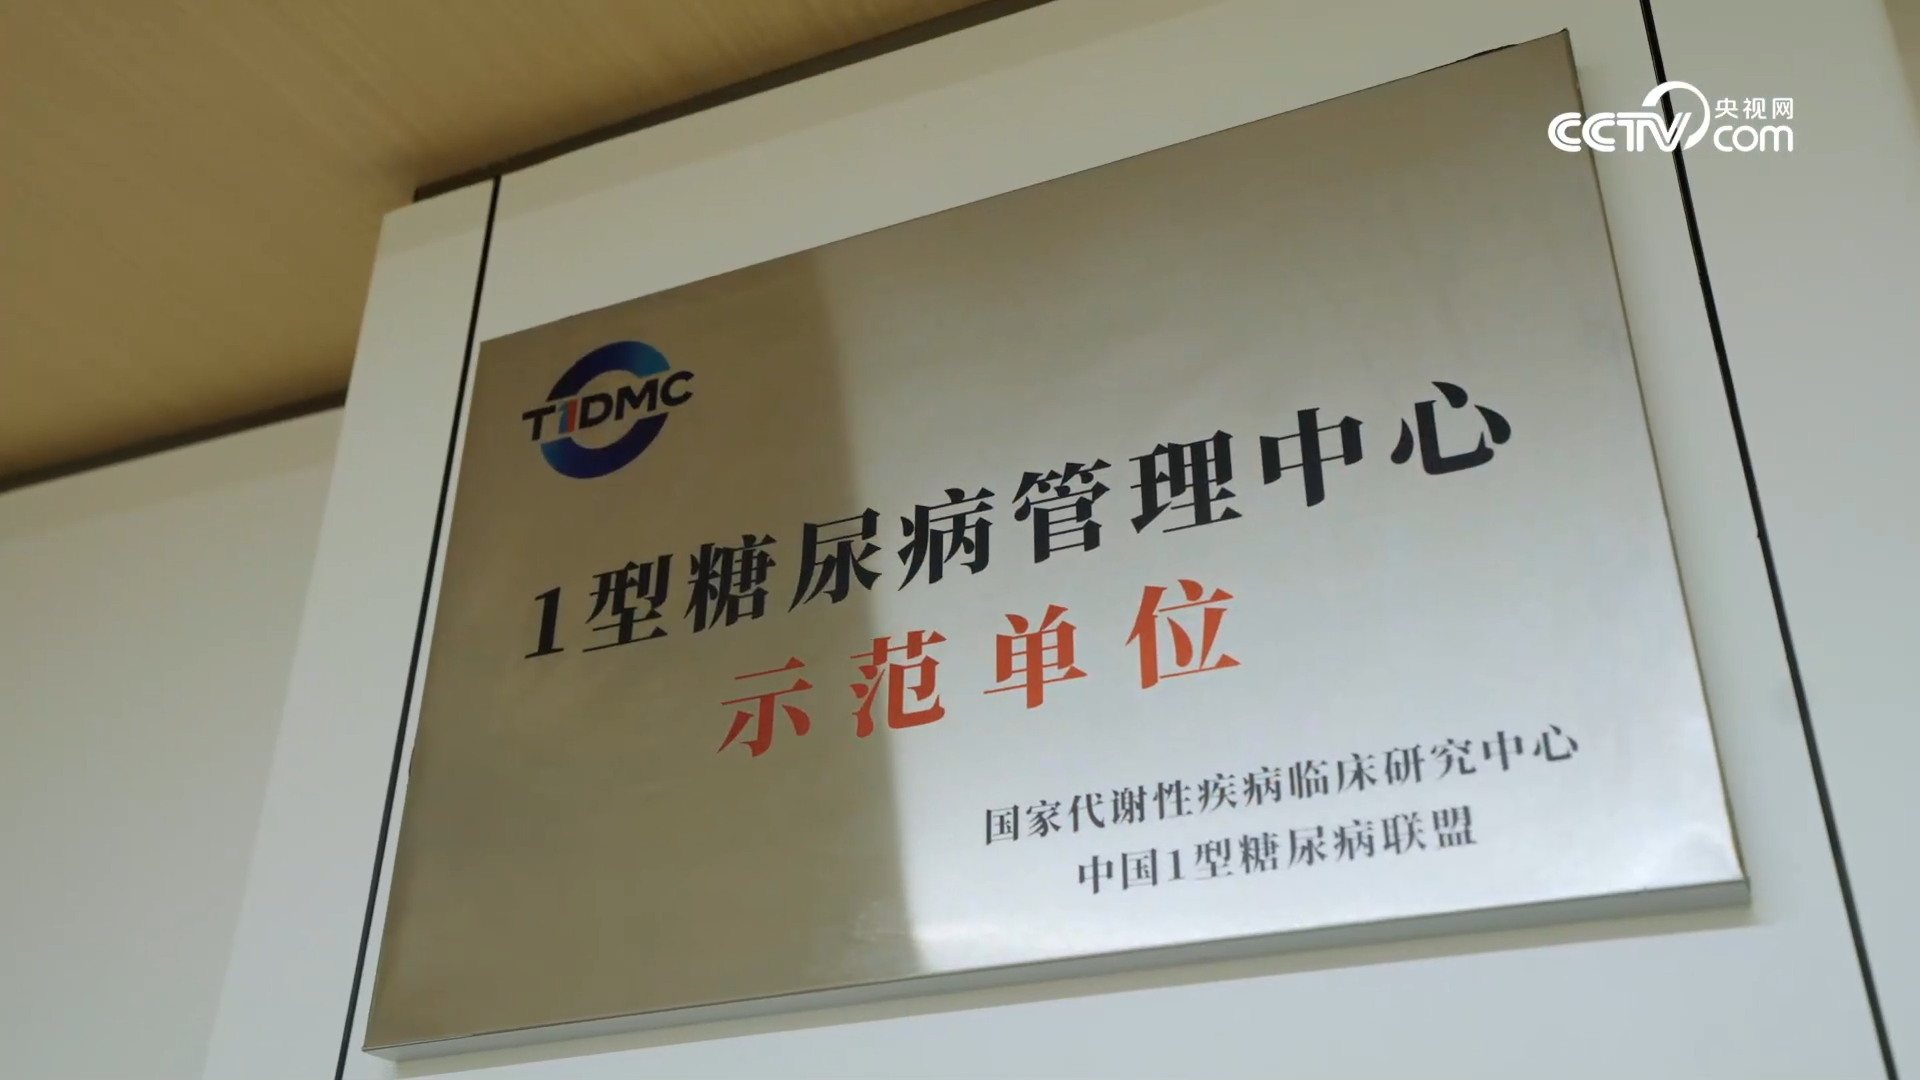 央视网
CCTV.com
T1DMC
1型糖尿病管理中心
示范单位
国家代谢性疾病临床研究中心
中国1型糖尿病联盟